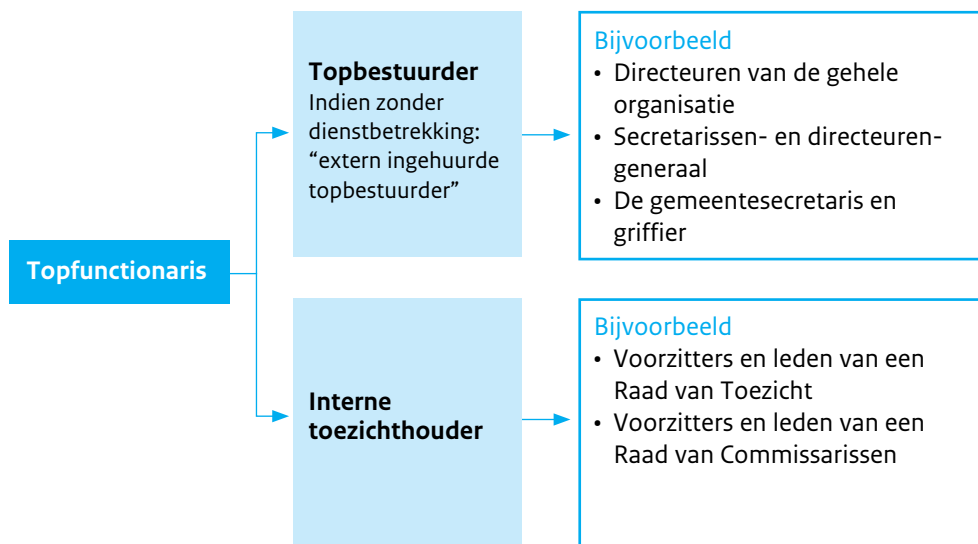 Topfunctionaris
Topbestuurder
Indien zonder
dienstbetrekking:
“extern ingehuurde
topbestuurder”
Bijvoorbeeld
• Directeuren van de gehele
organisatie
• Secretarissen- en directeuren-
generaal
• De gemeentesecretaris en
griffier
Interne
toezichthouder
Bijvoorbeeld
• Voorzitters en leden van een
Raad van Toezicht
• Voorzitters en leden van een
Raad van Commissarissen